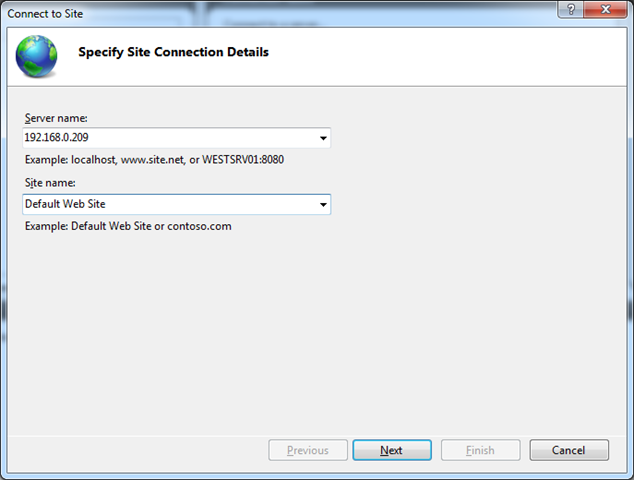 Connect to Site
Specify Site Connection Details
Server name:
192.168.0.209
Example: localhost, www.site.net, or WESTSRV01:8080
Site name:
Default Web Site
Example: Default Web Site or contoso.com
Previous
Next
Finish
Cancel